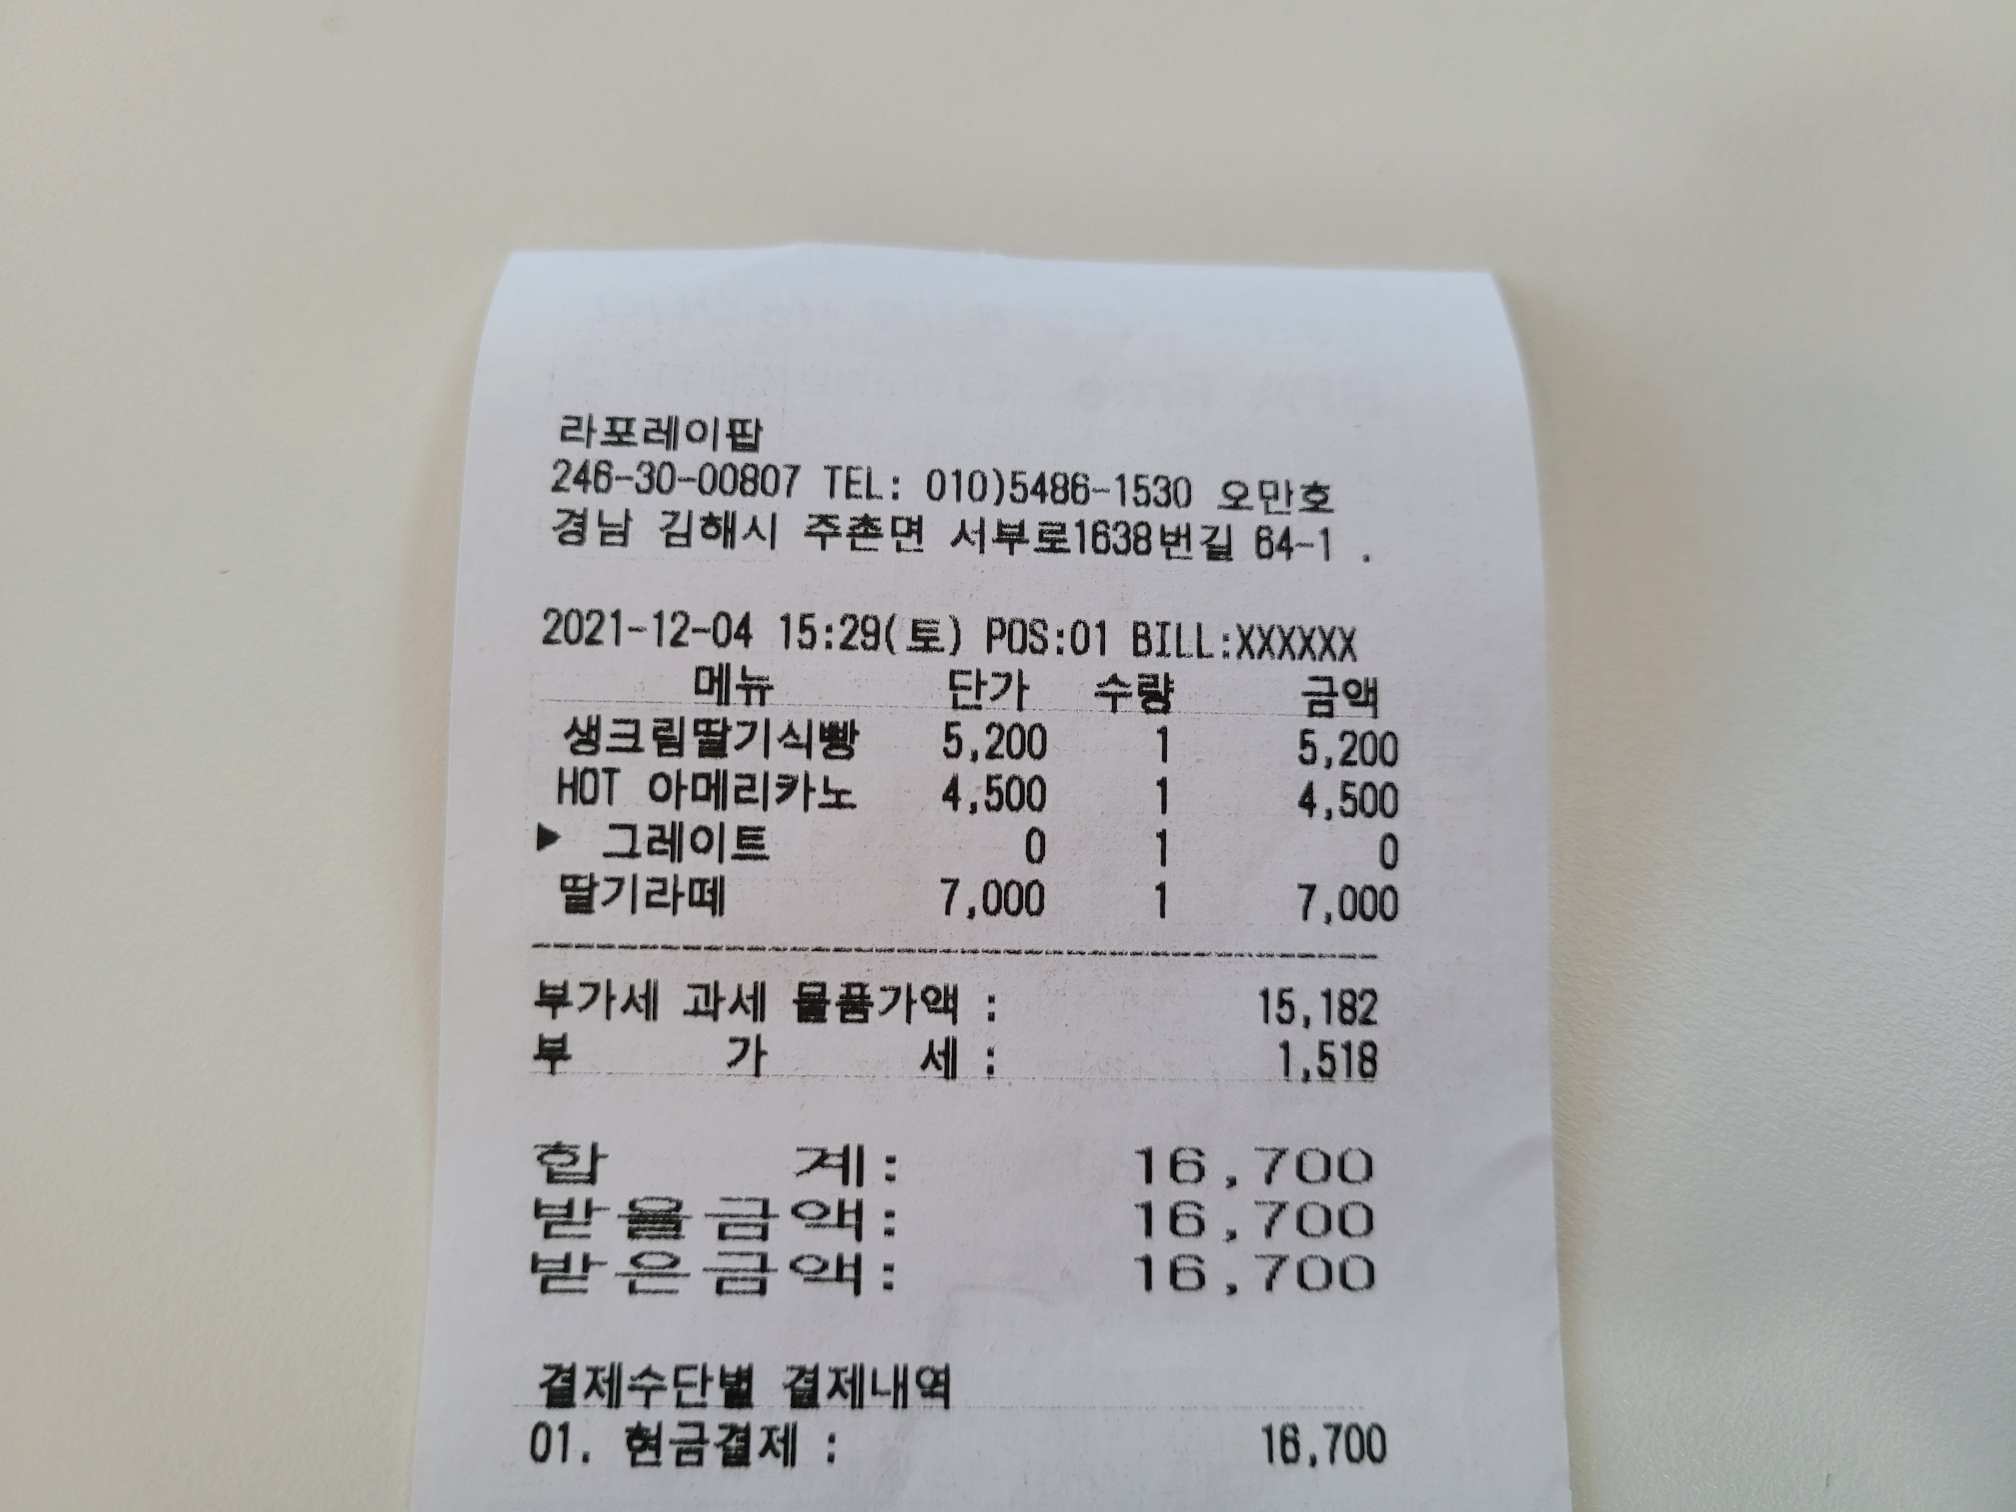 라포레이팝
246-30-00807 TEL: 010)5486-1530 오만호
경남 김해시 주촌면 서부로1638번길 64-1 .
2021-12-04 15:29(토) POS:01 BILL:XXXXXX
메뉴 단가 수량 금액
생크림딸기식빵 5,200 1 5,200
HOT 아메리카노 4,500 1 4,500
▶ 그레이트 0 1 0
딸기라떼 7,000 1 7,000
부가세 과세 물품가액 : 15,182
부 가 세 : 1,518
합 계: 16,700
받을금액: 16,700
받은금액: 16,700
결제수단별 결제내역
01. 현금결제 : 16,700